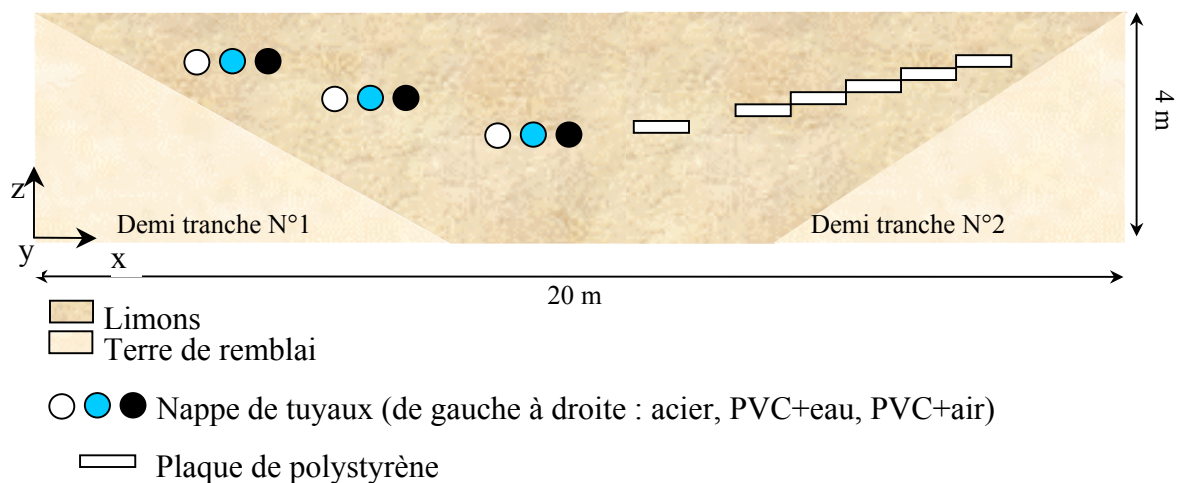 4 m
z
Demi tranche N°1
Demi tranche N°2
y
x
20 m
Limons
Terre de remblai
Nappe de tuyaux (de gauche à droite : acier, PVC+eau, PVC+air)
Plaque de polystyrène